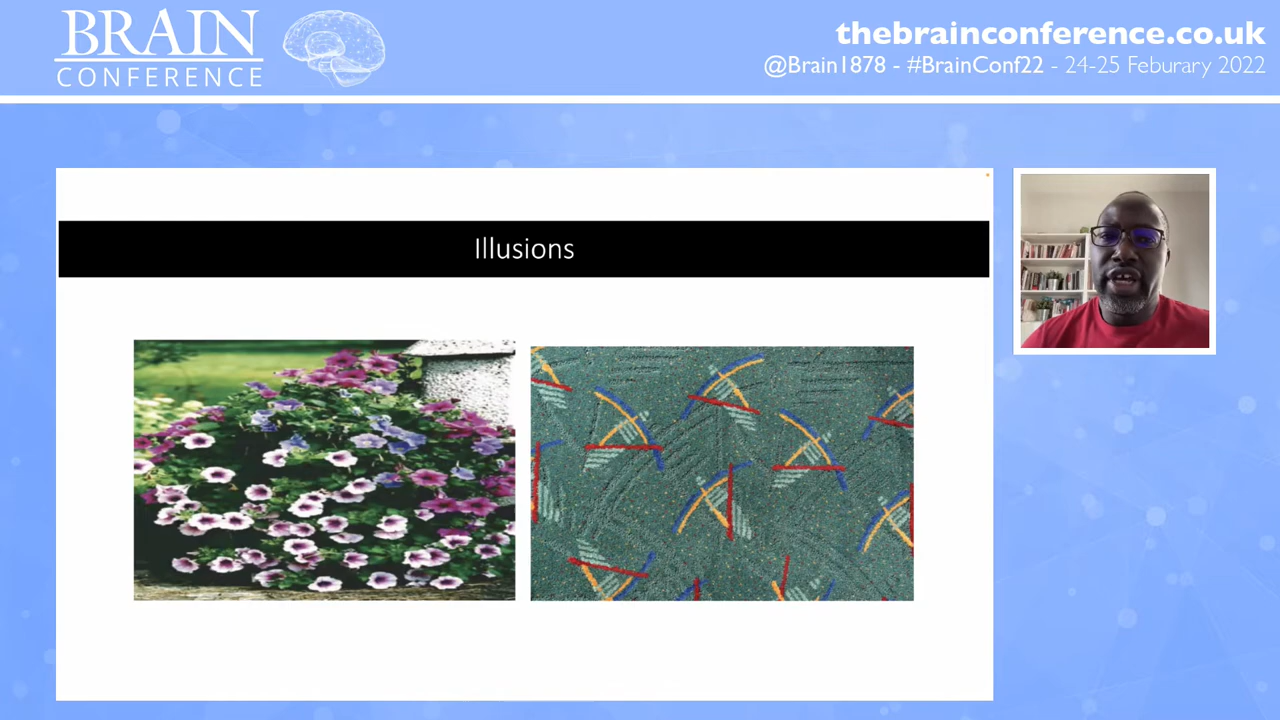 BRAIN
CONFERENCE
thebrainconference.co.uk
@Brain1878 - #BrainConf22 - 24-25 Feburary 2022
Illusions